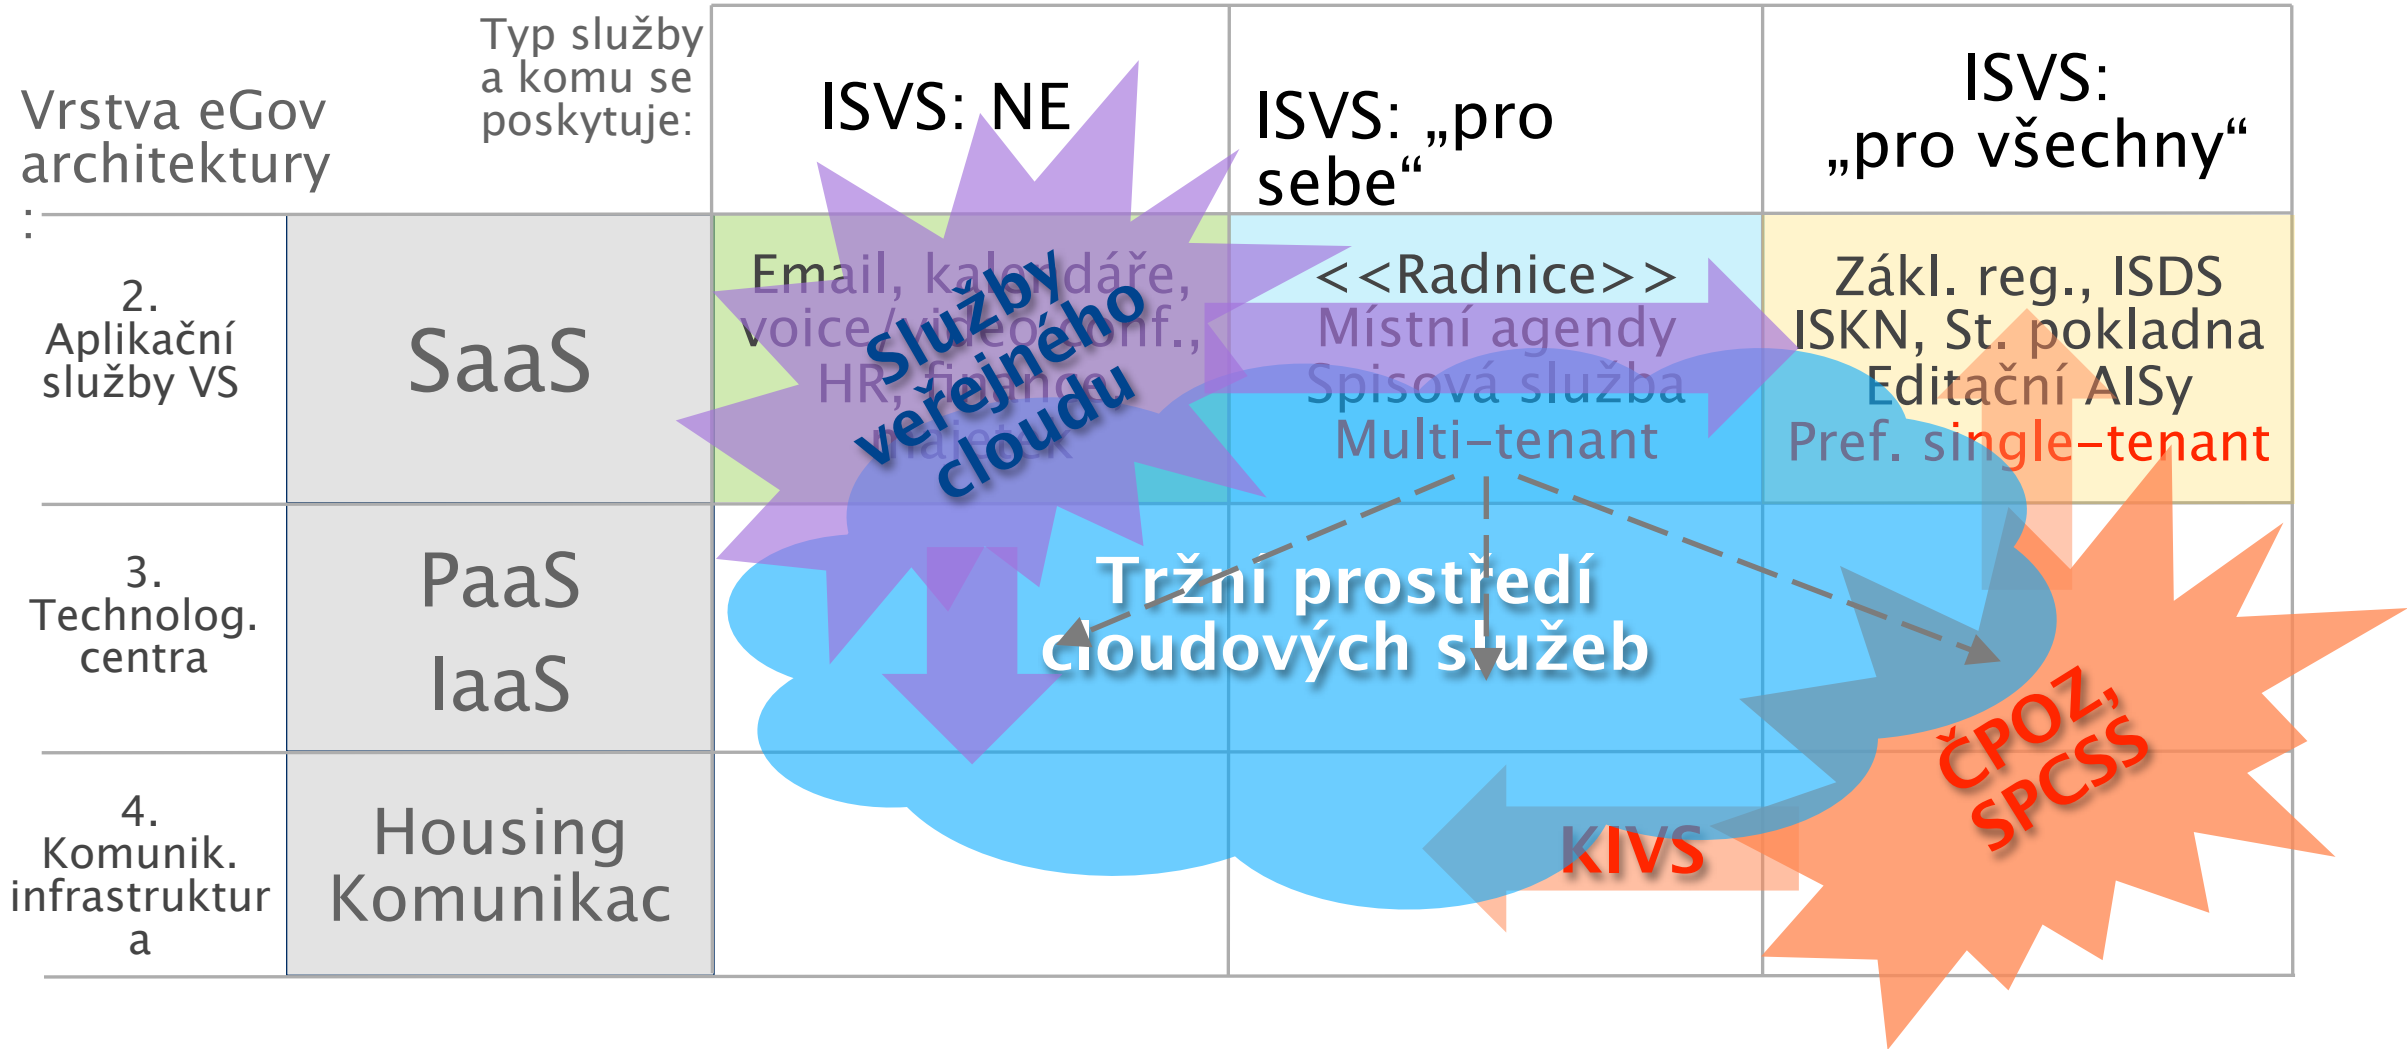 Typ služby
a komu se
poskytuje:
Vrstva eGov
architektury
:
ISVS: NE
ISVS: „pro
sebe“
ISVS:
„pro všechny“
2.
Aplikační
služby VS
SaaS
Email, kalendáře,
voice/video conf.,
HR, finance,
majetek
Služby
veřejného
cloudu
<<Radnice>>
Místní agendy
Spisová služba
Multi-tenant
Zákl. reg., ISDS
ISKN, St. pokladna
Editační AISy
Pref. single-tenant
3.
Technolog.
centra
PaaS
IaaS
Tržní prostředí
cloudových služeb
ČPOZ,
SPCSS
4.
Komunik.
infrastruktur
a
Housing
Komunikac
KIVS